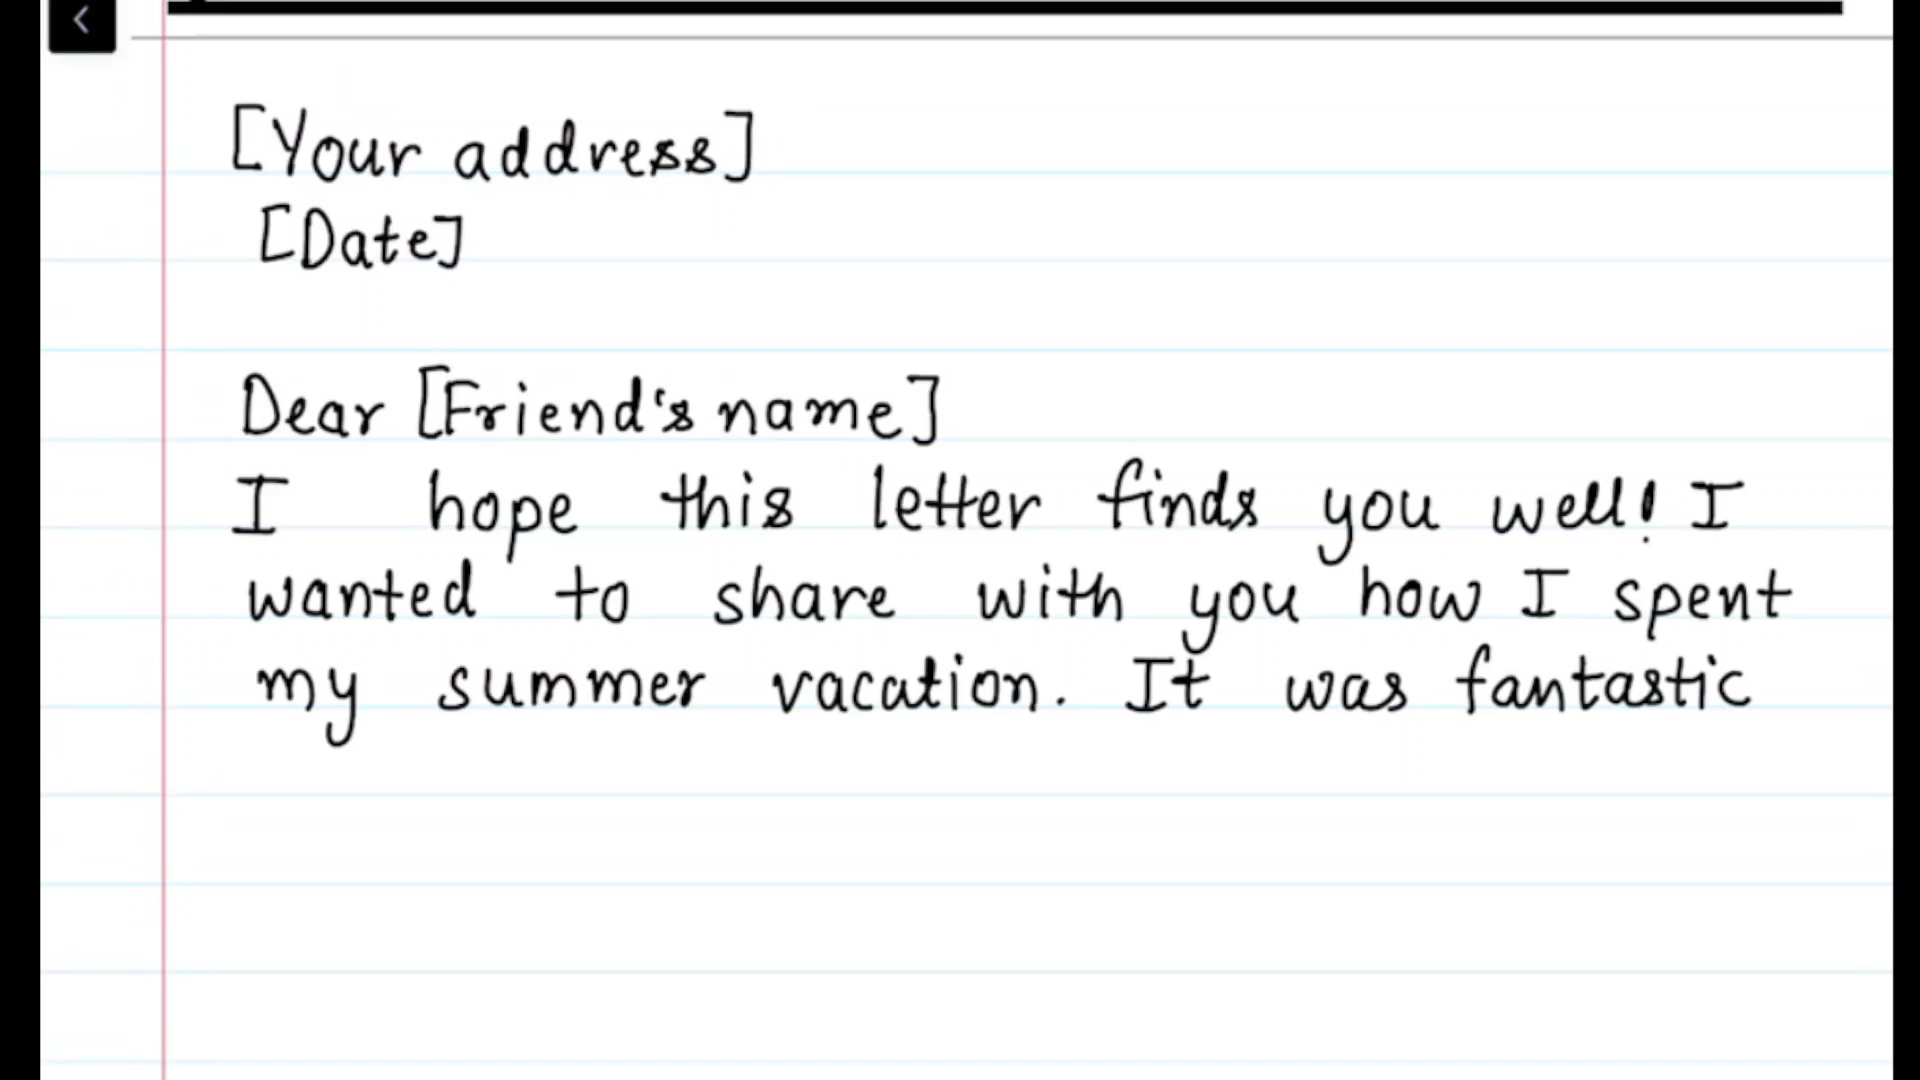 [Your address]
[Date]
Dear [Friend's name]
I hope this letter finds you well! I
wanted to share with you how I spent
my summer vacation. It was fantastic